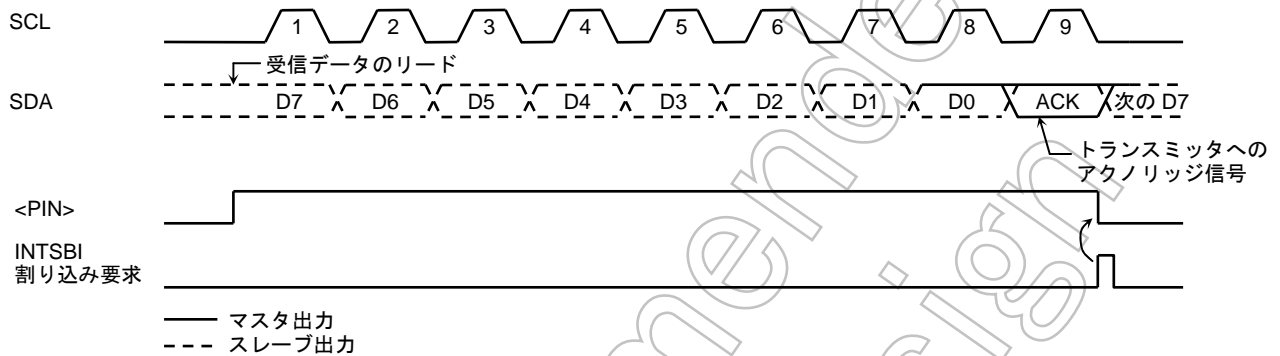 SCL 1 2 3 4 5 6 7 8 9
受信データのリード
SDA D7 D6 D5 D4 D3 D2 D1 D0 ACK 次の D7
トランスミッタへの
アクノリッジ信号
<PIN>
INTSBI
割り込み要求
マスタ出力
スレーブ出力